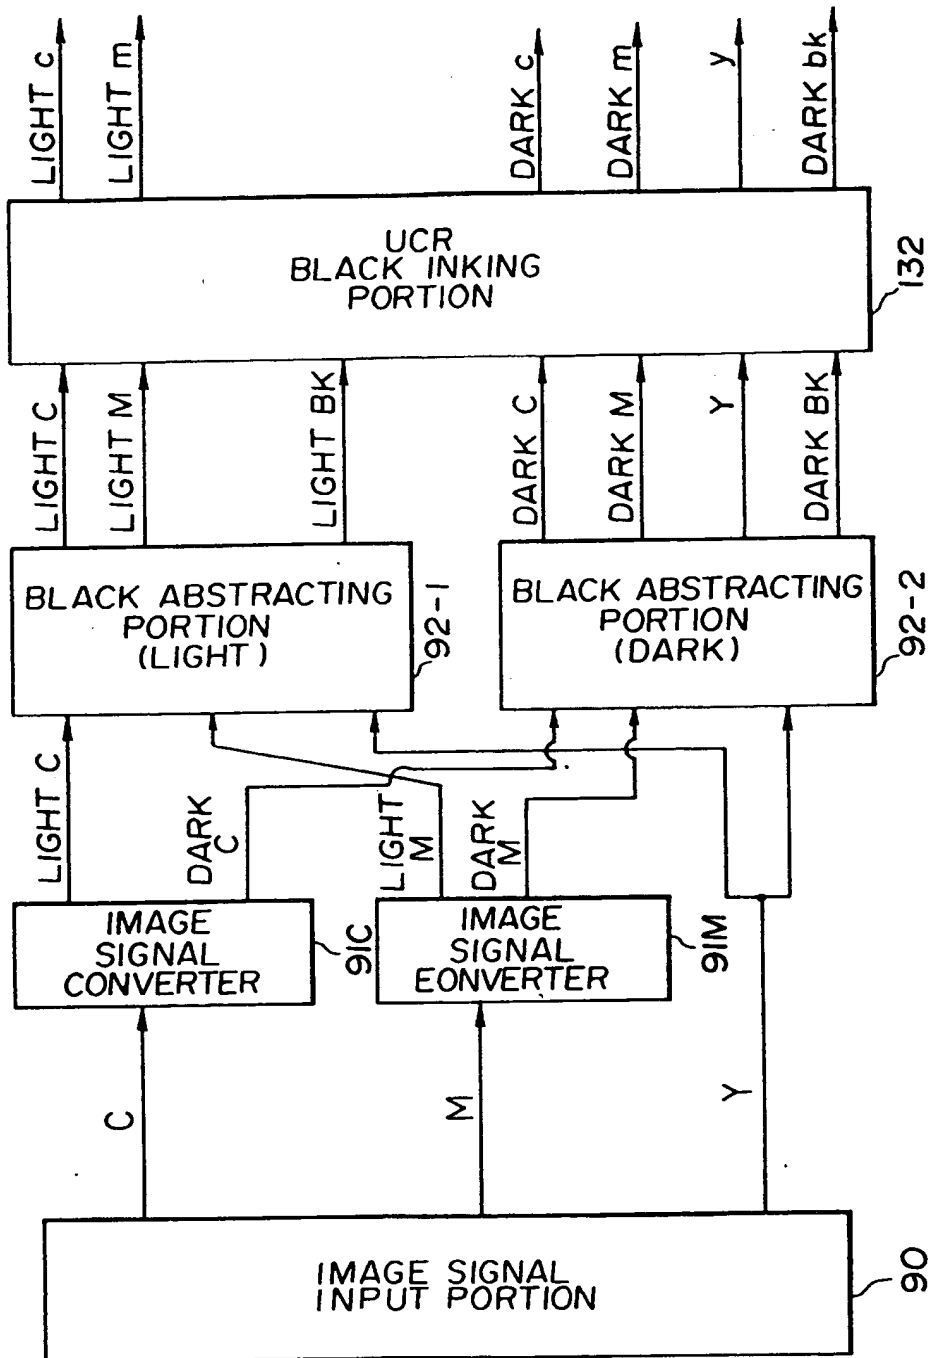 LIGHT c
LIGHT m
DARK c
DARK m
y
DARK bk
UCR
BLACK INKING
PORTION
132
LIGHT C
LIGHT M
LIGHT BK
DARK C
DARK M
Y
DARK BK
BLACK ABSTRACTING
PORTION
(LIGHT)
92-1
BLACK ABSTRACTING
PORTION
(DARK)
92-2
LIGHT C
DARK
C
LIGHT
M
DARK
M
IMAGE
SIGNAL
CONVERTER
91C
IMAGE
SIGNAL
EONVERTER
91M
C
M
Y
IMAGE SIGNAL
INPUT PORTION
90